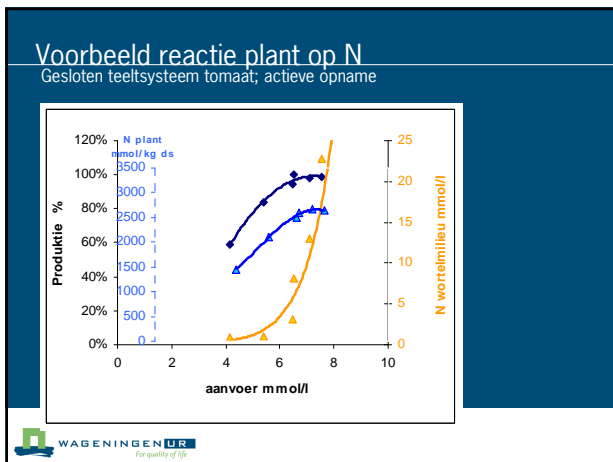 Voorbeeld reactie plant op N
Gesloten teeltsysteem tomaat; actieve opname
N plant
mmol/kg ds
120%
100%
80%
60%
40%
20%
0%
Produktie %
3500
3000
2500
2000
1500
1000
500
0
25
20
15
10
5
0
N wortelmilieu mmol/l
0 2 4 6 8 10
aanvoer mmol/l
WAGENINGEN UR
For quality of life